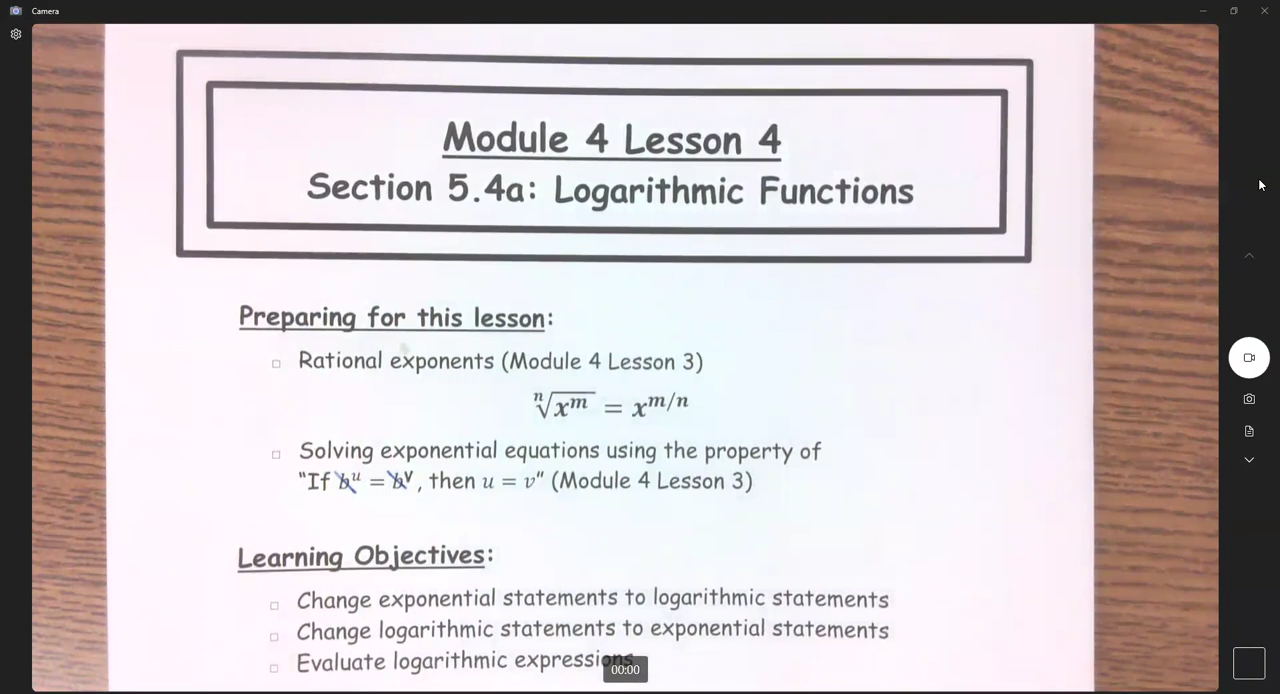 Camera
Module 4 Lesson 4
Section 5.4a: Logarithmic Functions
Preparing for this lesson:
□ Rational exponents (Module 4 Lesson 3)
ⁿ√xᵐ = x^{m/n}
□ Solving exponential equations using the property of
"If bᵘ = bᵛ, then u = v" (Module 4 Lesson 3)
Learning Objectives:
□ Change exponential statements to logarithmic statements
□ Change logarithmic statements to exponential statements
□ Evaluate logarithmic expressions
00:00